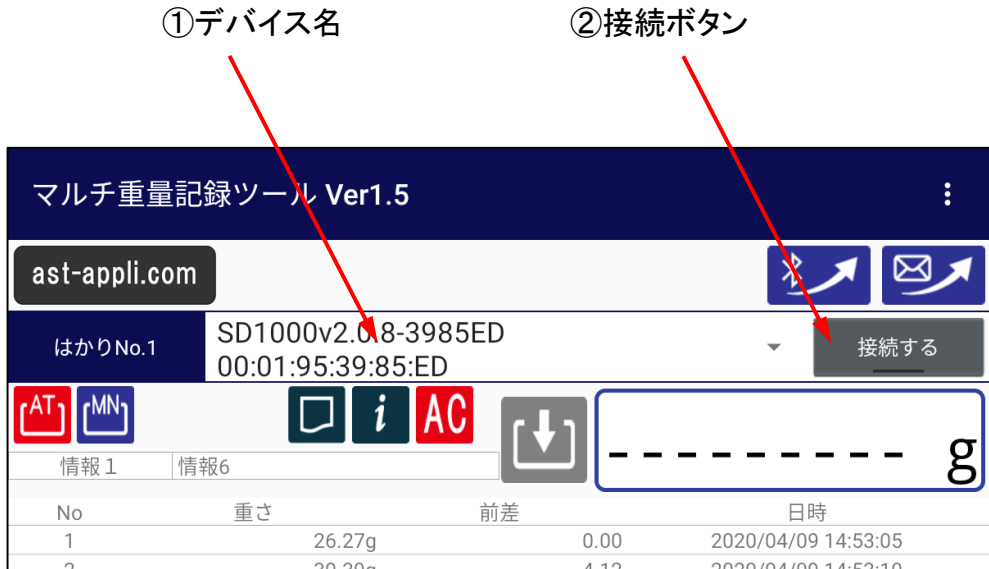 ①デバイス名
②接続ボタン
マルチ重量記録ツール Ver1.5
ast-appli.com
はかりNo.1
SD1000v2.0.8-3985ED
00:01:95:39:85:ED
接続する
AT
MN
i
AC
---------- g
情報１
情報6
No 重さ 前差 日時
1 26.27g 0.00 2020/04/09 14:53:05